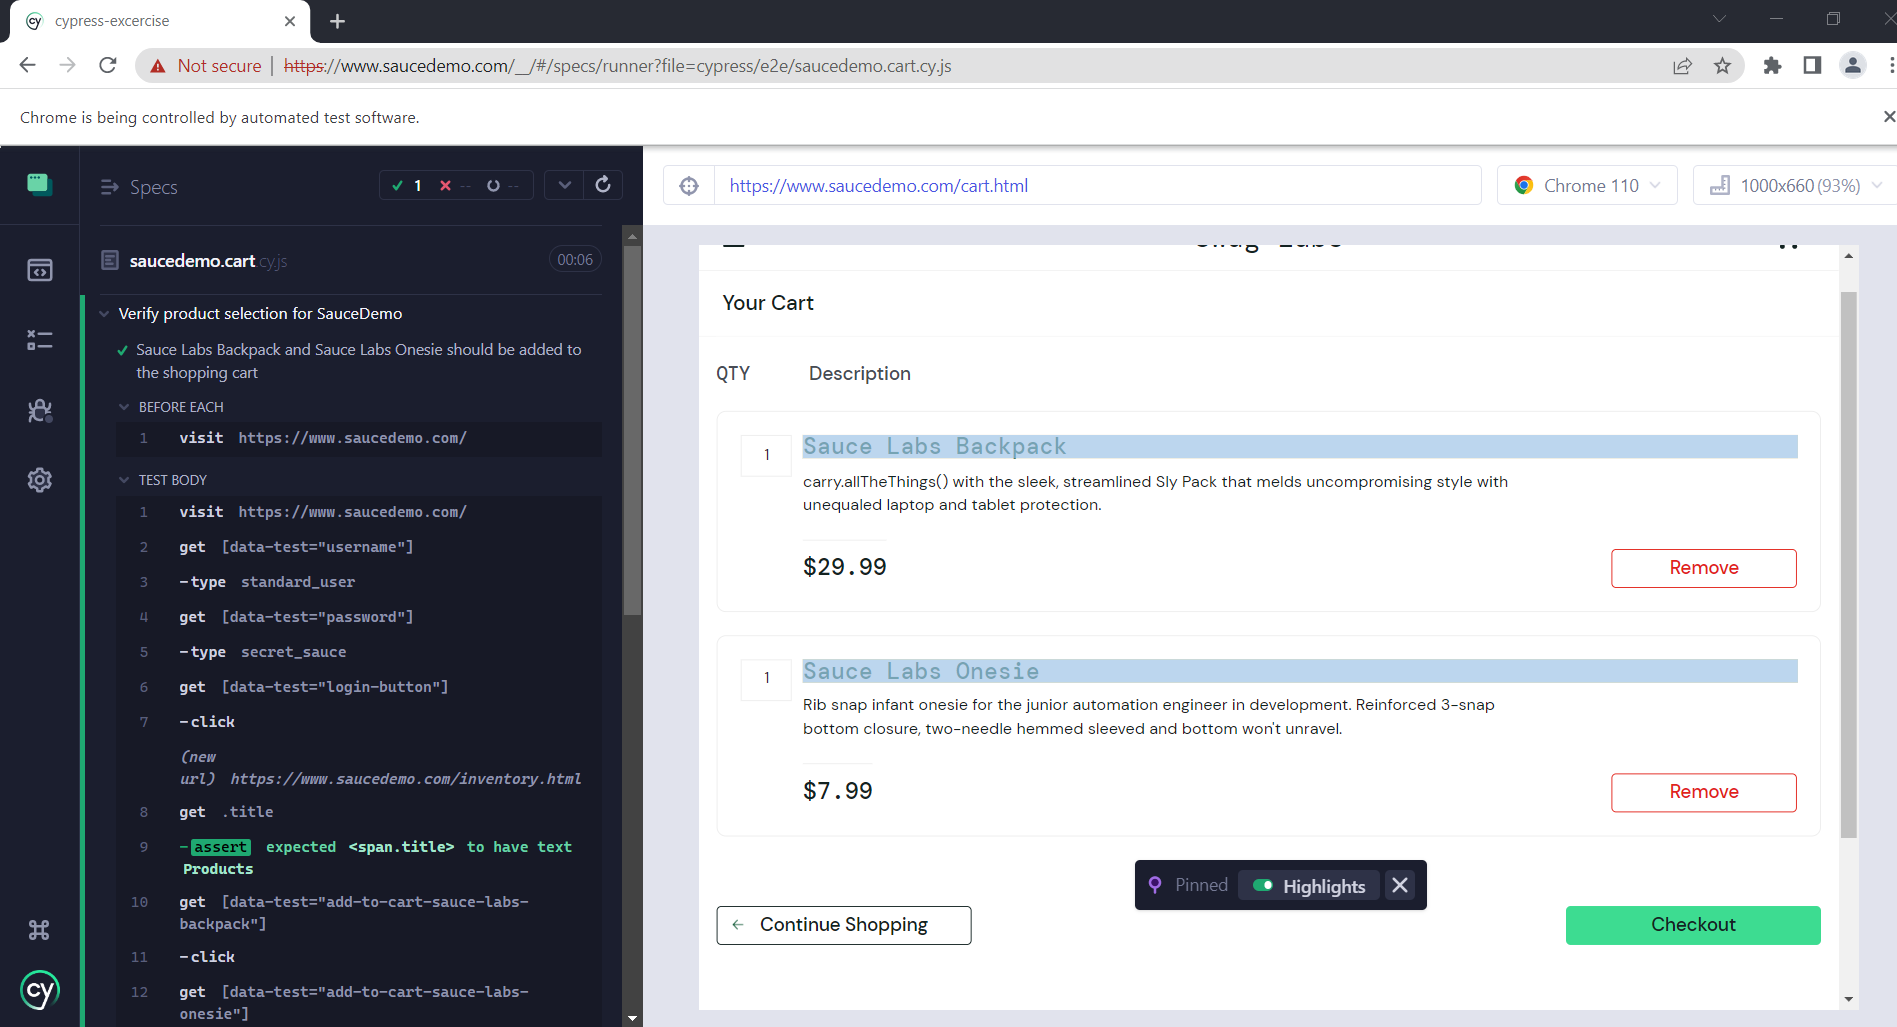 cypress-excercise
Not secure
https://www.saucedemo.com/__/#/specs/runner?file=cypress/e2e/saucedemo.cart.cy.js
Chrome is being controlled by automated test software.
Specs
1 -- --
saucedemo.cart.cy.js
00:06
Verify product selection for SauceDemo
Sauce Labs Backpack and Sauce Labs Onesie should be added to
the shopping cart
BEFORE EACH
1 visit https://www.saucedemo.com/
TEST BODY
1 visit https://www.saucedemo.com/
2 get [data-test="username"]
3 -type standard_user
4 get [data-test="password"]
5 -type secret_sauce
6 get [data-test="login-button"]
7 -click
(new
url) https://www.saucedemo.com/inventory.html
8 get .title
9 -assert expected <span.title> to have text
Products
10 get [data-test="add-to-cart-sauce-labs-
backpack"]
11 -click
12 get [data-test="add-to-cart-sauce-labs-
onesie"]
cy
https://www.saucedemo.com/cart.html
Chrome 110
1000x660 (93%)
Swag Labs
Your Cart
QTY Description
1
Sauce Labs Backpack
carry.allTheThings() with the sleek, streamlined Sly Pack that melds uncompromising style with
unequaled laptop and tablet protection.
$29.99
Remove
1
Sauce Labs Onesie
Rib snap infant onesie for the junior automation engineer in development. Reinforced 3-snap
bottom closure, two-needle hemmed sleeved and bottom won't unravel.
$7.99
Remove
Pinned Highlights
Continue Shopping
Checkout